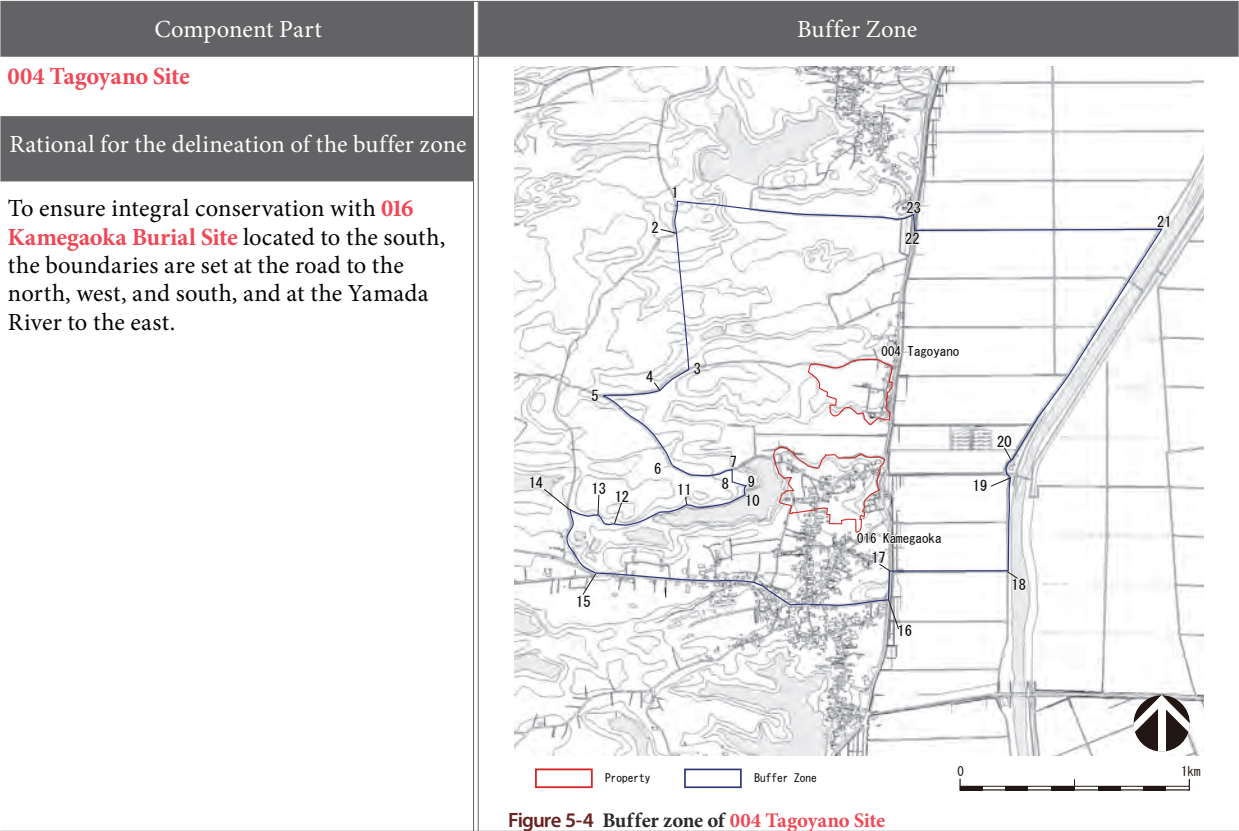 Component Part
Buffer Zone
004 Tagoyano Site
Rational for the delineation of the buffer zone
To ensure integral conservation with 016
Kamegaoka Burial Site located to the south,
the boundaries are set at the road to the
north, west, and south, and at the Yamada
River to the east.
1
2
3
4
5
6
7
8
9
10
11
12
13
14
15
16
17
18
19
20
21
22
23
004 Tagoyano
016 Kamegaoka
Property
Buffer Zone
0
1km
Figure 5-4 Buffer zone of 004 Tagoyano Site